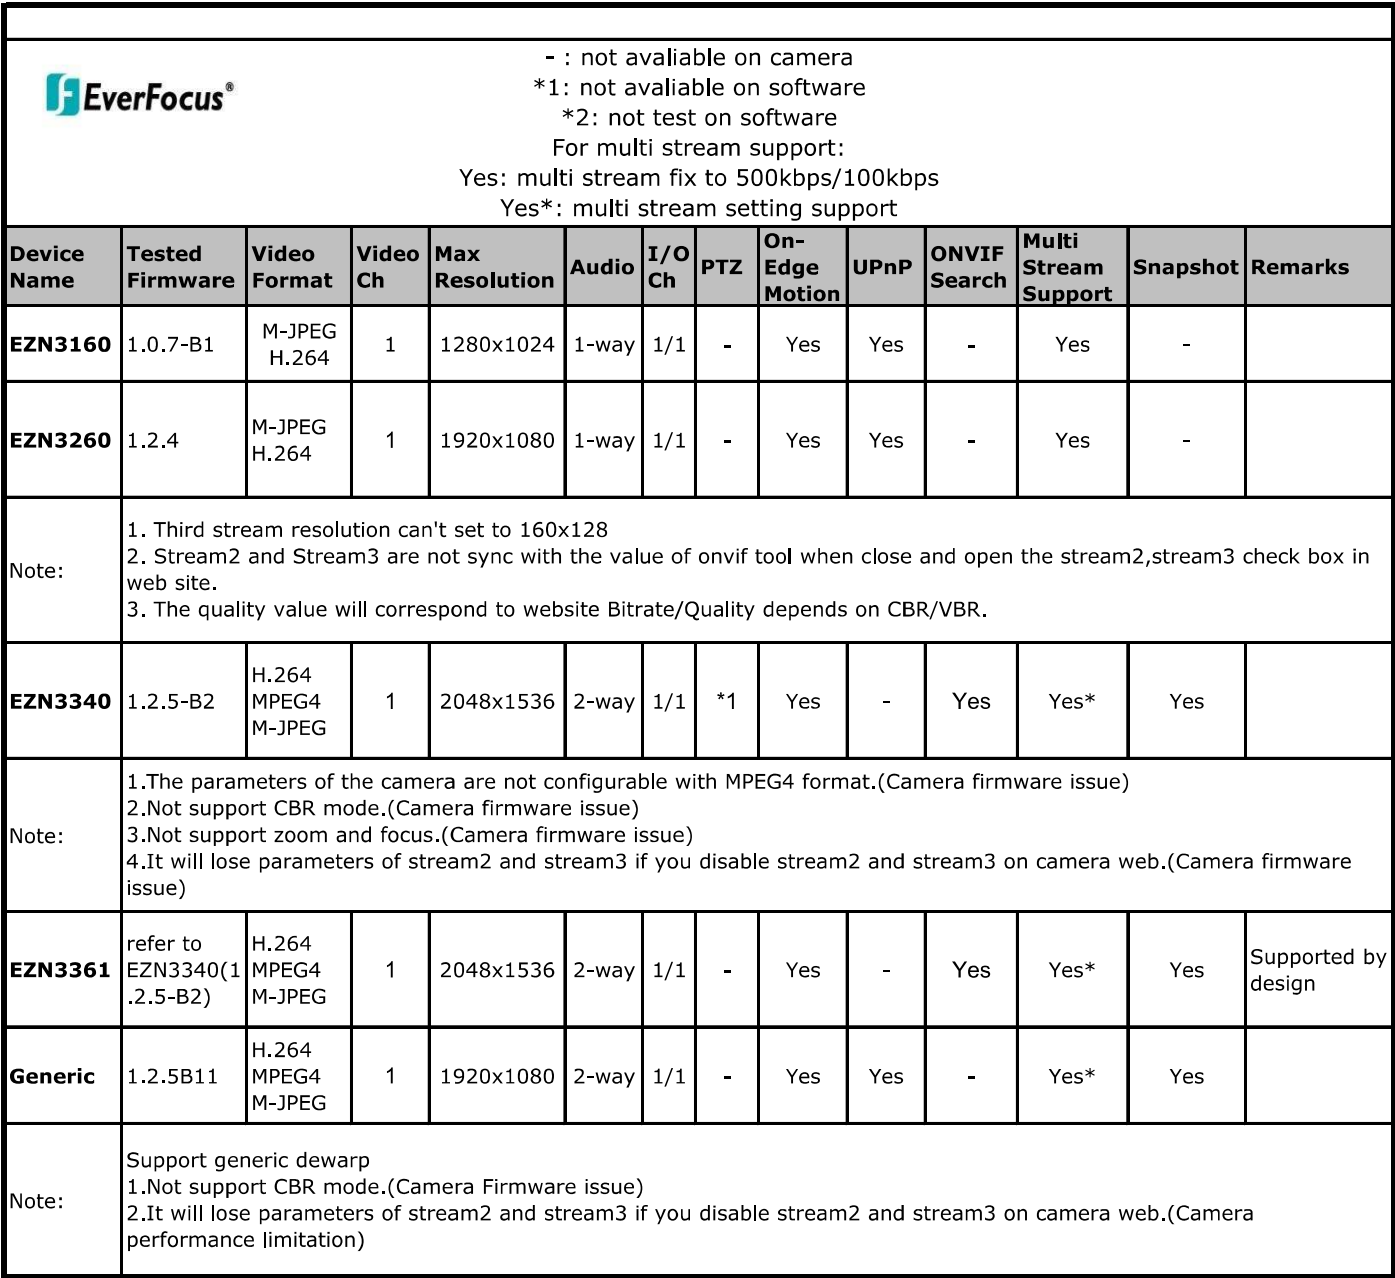 EverFocus®
- : not avaliable on camera
*1: not avaliable on software
*2: not test on software
For multi stream support:
Yes: multi stream fix to 500kbps/100kbps
Yes*: multi stream setting support
Device Name Tested Firmware Video Format Video Ch Max Resolution Audio I/O Ch PTZ On-Edge Motion UPnP ONVIF Search Multi Stream Support Snapshot Remarks
EZN3160 1.0.7-B1 M-JPEG H.264 1 1280x1024 1-way 1/1 - Yes Yes - Yes -
EZN3260 1.2.4 M-JPEG H.264 1 1920x1080 1-way 1/1 - Yes Yes - Yes -
Note:
1. Third stream resolution can't set to 160x128
2. Stream2 and Stream3 are not sync with the value of onvif tool when close and open the stream2,stream3 check box in
web site.
3. The quality value will correspond to website Bitrate/Quality depends on CBR/VBR.
EZN3340 1.2.5-B2 H.264 MPEG4 M-JPEG 1 2048x1536 2-way 1/1 *1 Yes - Yes Yes* Yes
Note:
1.The parameters of the camera are not configurable with MPEG4 format.(Camera firmware issue)
2.Not support CBR mode.(Camera firmware issue)
3.Not support zoom and focus.(Camera firmware issue)
4.It will lose parameters of stream2 and stream3 if you disable stream2 and stream3 on camera web.(Camera firmware
issue)
EZN3361 refer to EZN3340(1.2.5-B2) H.264 MPEG4 M-JPEG 1 2048x1536 2-way 1/1 - Yes - Yes Yes* Yes Supported by design
Generic 1.2.5B11 H.264 MPEG4 M-JPEG 1 1920x1080 2-way 1/1 - Yes Yes - Yes* Yes
Note:
Support generic dewarp
1.Not support CBR mode.(Camera Firmware issue)
2.It will lose parameters of stream2 and stream3 if you disable stream2 and stream3 on camera web.(Camera
performance limitation)